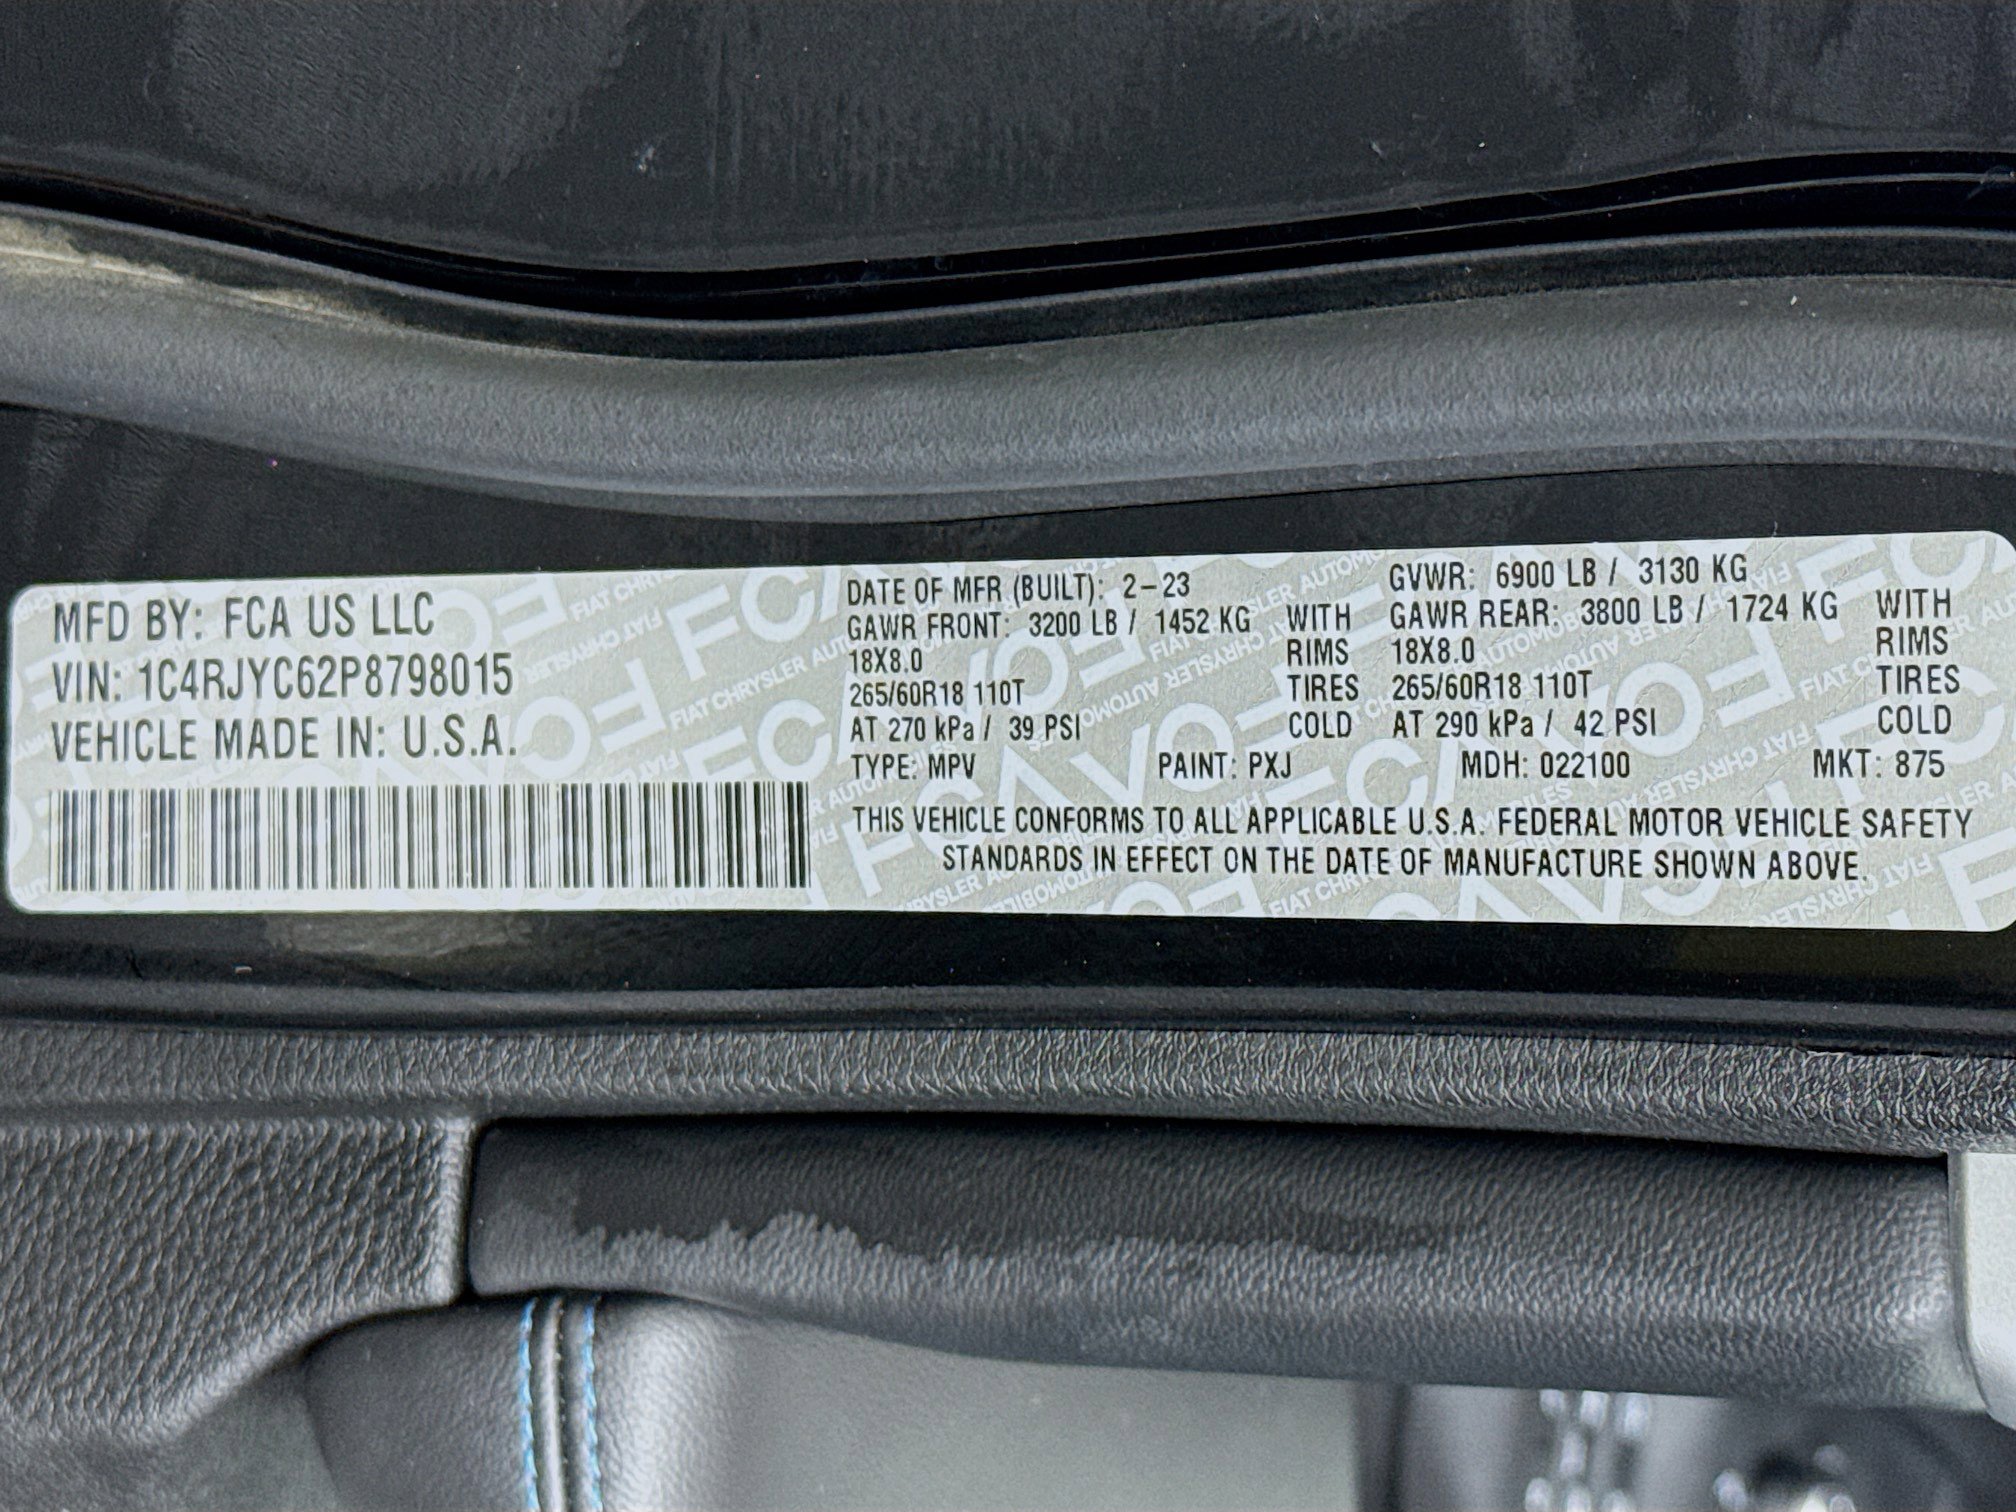 MFD BY: FCA US LLC
VIN: 1C4RJYC62P8798015
VEHICLE MADE IN: U.S.A.
DATE OF MFR (BUILT): 2-23 GVWR: 6900 LB / 3130 KG
GAWR FRONT: 3200 LB / 1452 KG WITH GAWR REAR: 3800 LB / 1724 KG WITH
18X8.0 RIMS 18X8.0 RIMS
265/60R18 110T TIRES 265/60R18 110T TIRES
AT 270 kPa / 39 PSI COLD AT 290 kPa / 42 PSI COLD
TYPE: MPV PAINT: PXJ MDH: 022100 MKT: 875
THIS VEHICLE CONFORMS TO ALL APPLICABLE U.S.A. FEDERAL MOTOR VEHICLE SAFETY
STANDARDS IN EFFECT ON THE DATE OF MANUFACTURE SHOWN ABOVE.